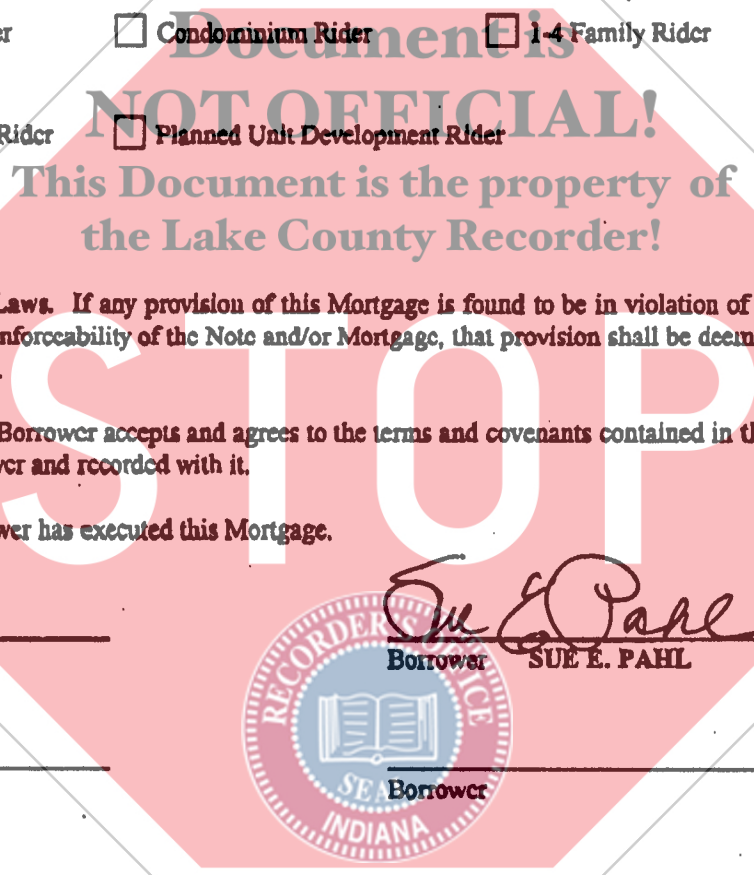 er ☐ Condominium Rider ☐ 1-4 Family Rider
Document is
NOT OFFICIAL!
Rider ☐ Planned Unit Development Rider
This Document is the property of
the Lake County Recorder!
Laws. If any provision of this Mortgage is found to be in violation of
nforceability of the Note and/or Mortgage, that provision shall be deem
STOP
Borrower accepts and agrees to the terms and covenants contained in th
ver and recorded with it.
wer has executed this Mortgage.
Sue E Pahl
Borrower SUE E. PAHL
RECORDER'S OFFICE
SEAL
INDIANA
Borrower